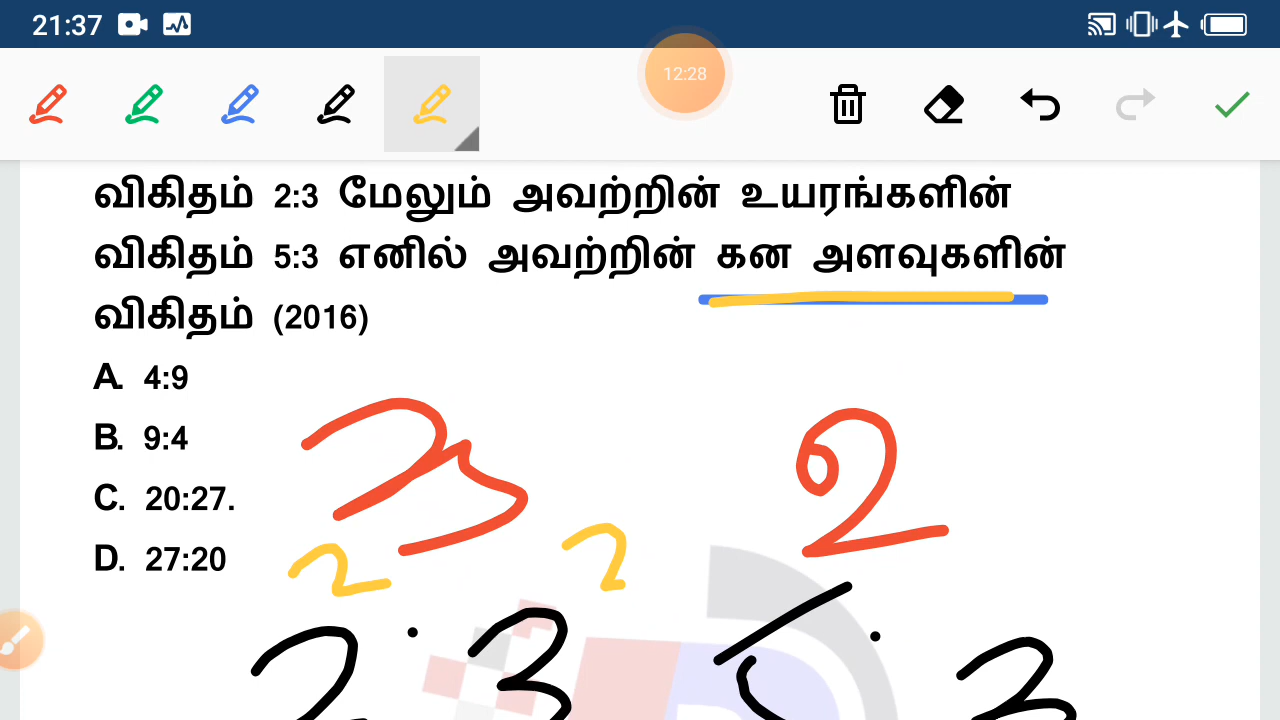 21:37
12:28
விகிதம் 2:3 மேலும் அவற்றின் உயரங்களின்
விகிதம் 5:3 எனில் அவற்றின் கன அளவுகளின்
விகிதம் (2016)
A. 4:9
B. 9:4
C. 20:27.
D. 27:20
3 2
2 2
2:3 5:3